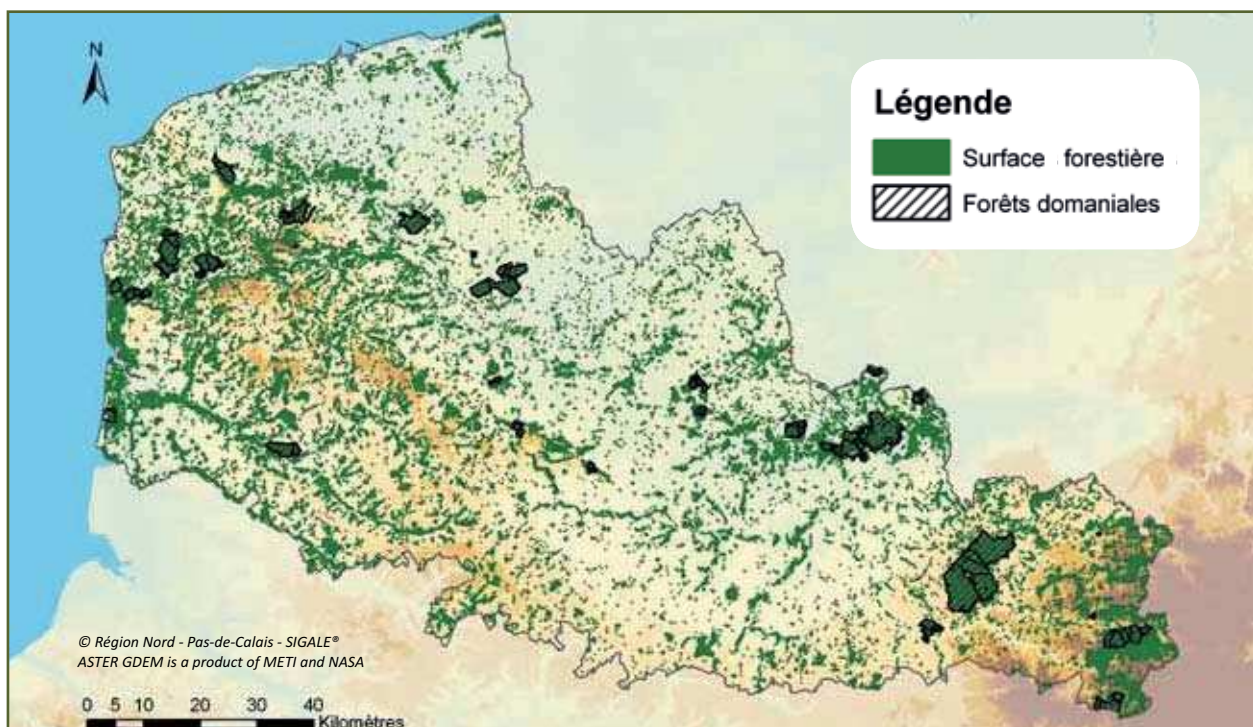 N
Légende
Surface forestière
Forêts domaniales
© Région Nord - Pas-de-Calais - SIGALE®
ASTER GDEM is a product of METI and NASA
0 5 10 20 30 40
Kilomètres